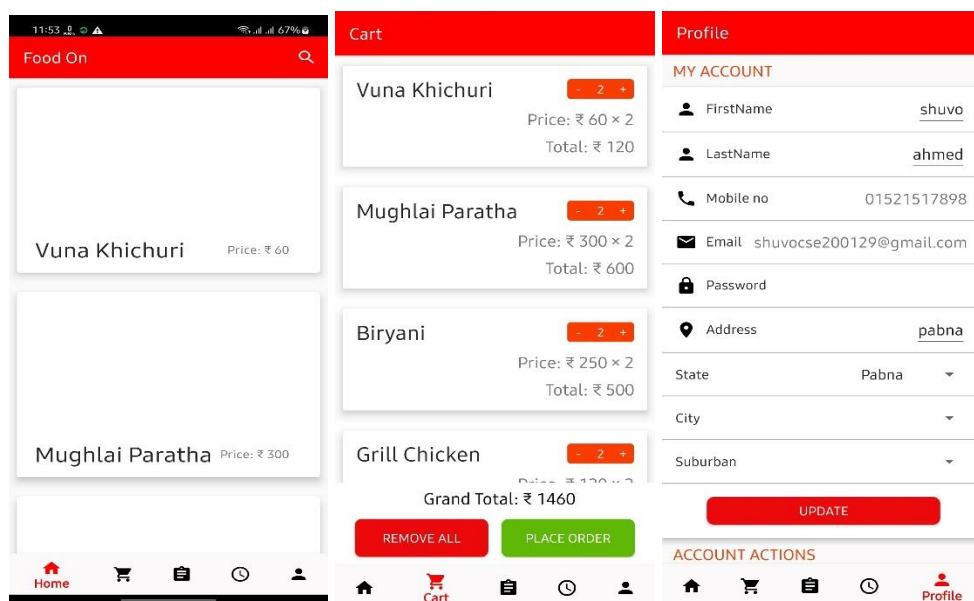 11:53 67%
Food On
Vuna Khichuri Price: ₹ 60
Mughlai Paratha Price: ₹ 300
Home
Cart
Vuna Khichuri - 2 +
Price: ₹ 60 × 2
Total: ₹ 120
Mughlai Paratha - 2 +
Price: ₹ 300 × 2
Total: ₹ 600
Biryani - 2 +
Price: ₹ 250 × 2
Total: ₹ 500
Grill Chicken - 2 +
Price: ₹ 120 × 2
Grand Total: ₹ 1460
REMOVE ALL PLACE ORDER
Cart
Profile
MY ACCOUNT
FirstName shuvo
LastName ahmed
Mobile no 01521517898
Email shuvocse200129@gmail.com
Password
Address pabna
State Pabna
City
Suburban
UPDATE
ACCOUNT ACTIONS
Profile